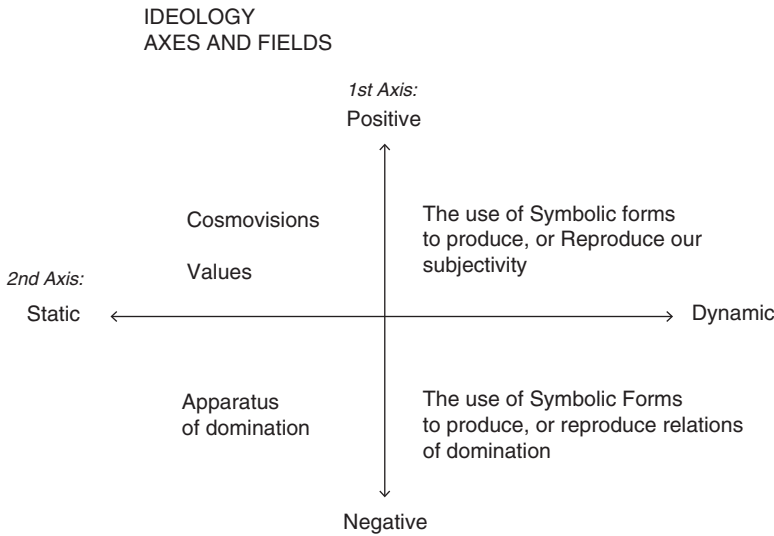 IDEOLOGY
AXES AND FIELDS
1st Axis:
Positive
Cosmovisions
Values
The use of Symbolic forms
to produce, or Reproduce our
subjectivity
2nd Axis:
Static
Dynamic
Apparatus
of domination
The use of Symbolic Forms
to produce, or reproduce relations
of domination
Negative